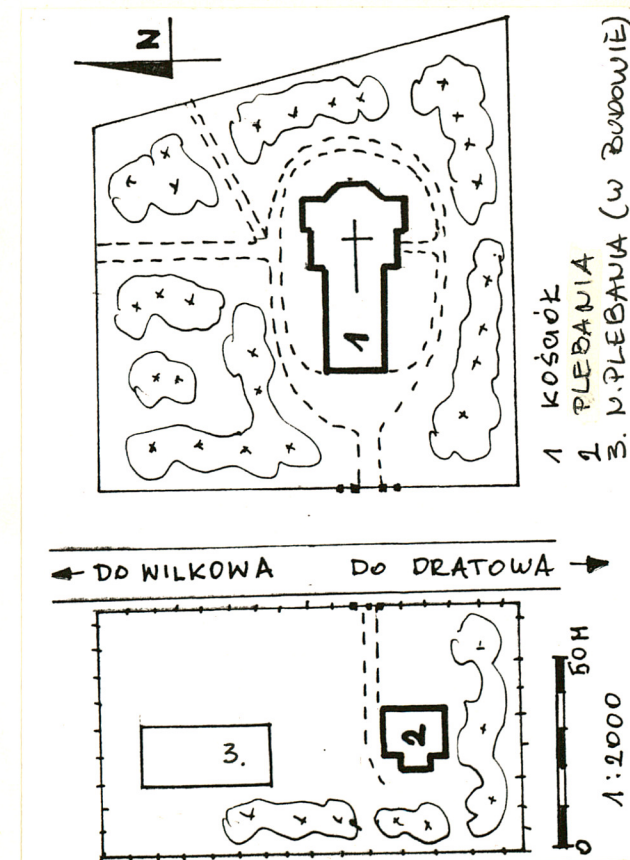 N
1
← DO WILKOWA DO DRATOWA →
3.
2
1 KOŚCIÓŁ
2 PLEBANIA
3. N. PLEBANIA (W BUDOWIE)
0 50 M
1:2000